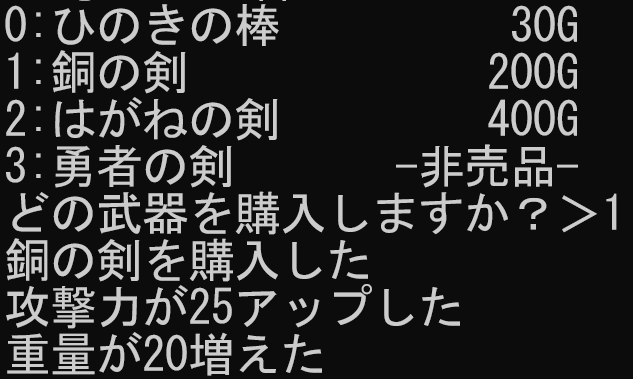 0:ひのきの棒 30G
1:銅の剣 200G
2:はがねの剣 400G
3:勇者の剣 -非売品-
どの武器を購入しますか？＞1
銅の剣を購入した
攻撃力が25アップした
重量が20増えた